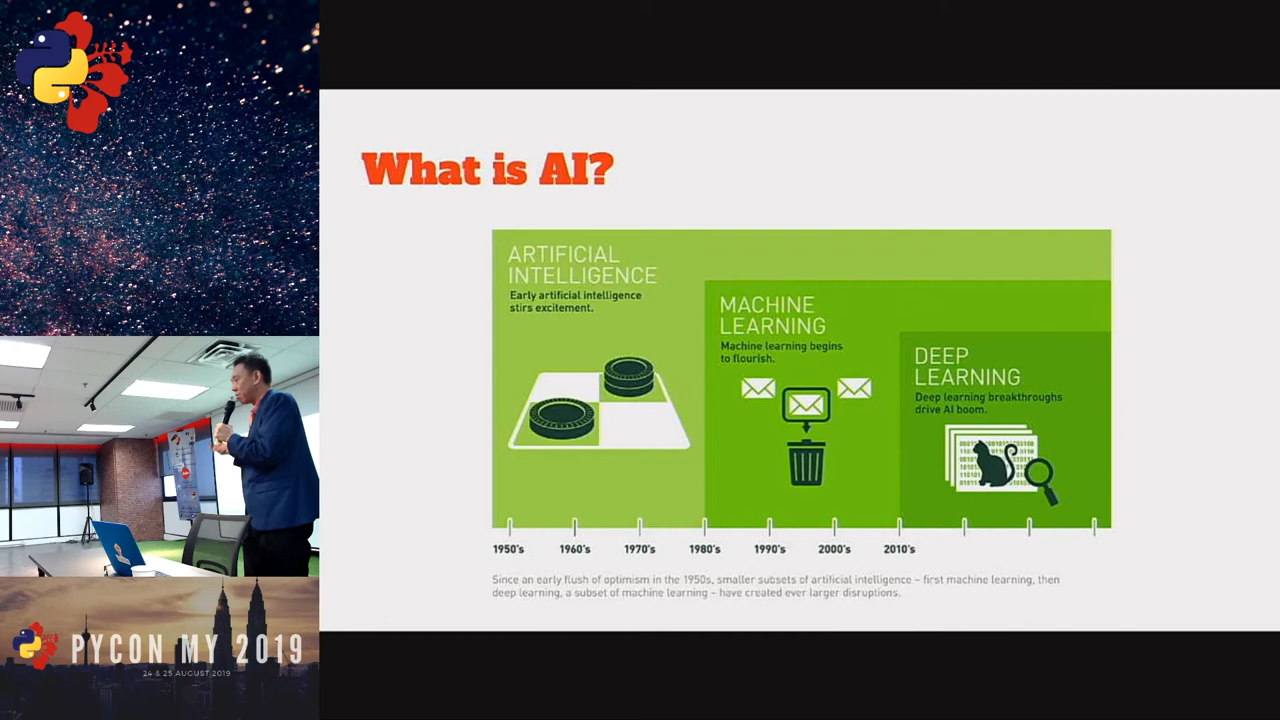 What is AI?
ARTIFICIAL
INTELLIGENCE
Early artificial intelligence
stirs excitement.
MACHINE
LEARNING
Machine learning begins
to flourish.
DEEP
LEARNING
Deep learning breakthroughs
drive AI boom.
1950's 1960's 1970's 1980's 1990's 2000's 2010's
Since an early flush of optimism in the 1950s, smaller subsets of artificial intelligence – first machine learning, then
deep learning, a subset of machine learning – have created ever larger disruptions.
PYCON MY 2019
24 & 25 AUGUST 2019